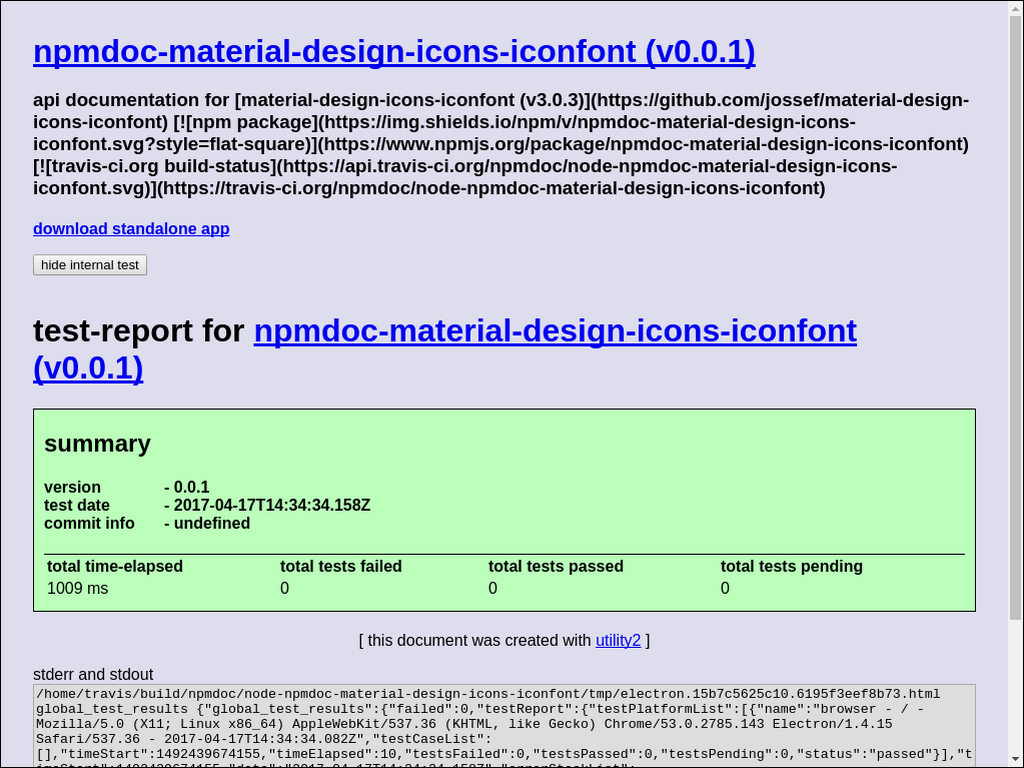 npmdoc-material-design-icons-iconfont (v0.0.1)
api documentation for [material-design-icons-iconfont (v3.0.3)](https://github.com/jossef/material-design-
icons-iconfont) [![npm package](https://img.shields.io/npm/v/npmdoc-material-design-icons-
iconfont.svg?style=flat-square)](https://www.npmjs.org/package/npmdoc-material-design-icons-iconfont)
[![travis-ci.org build-status](https://api.travis-ci.org/npmdoc/node-npmdoc-material-design-icons-
iconfont.svg)](https://travis-ci.org/npmdoc/node-npmdoc-material-design-icons-iconfont)
download standalone app
hide internal test
test-report for npmdoc-material-design-icons-iconfont
(v0.0.1)
summary
version - 0.0.1
test date - 2017-04-17T14:34:34.158Z
commit info - undefined
total time-elapsed total tests failed total tests passed total tests pending
1009 ms 0 0 0
[ this document was created with utility2 ]
stderr and stdout
/home/travis/build/npmdoc/node-npmdoc-material-design-icons-iconfont/tmp/electron.15b7c5625c10.6195f3eef8b73.html
global_test_results {"global_test_results":{"failed":0,"testReport":{"testPlatformList":[{"name":"browser - / -
Mozilla/5.0 (X11; Linux x86_64) AppleWebKit/537.36 (KHTML, like Gecko) Chrome/53.0.2785.143 Electron/1.4.15
Safari/537.36 - 2017-04-17T14:34:34.082Z","testCaseList":
[],"timeStart":1492439674155,"timeElapsed":10,"testsFailed":0,"testsPassed":0,"testsPending":0,"status":"passed"}],"t